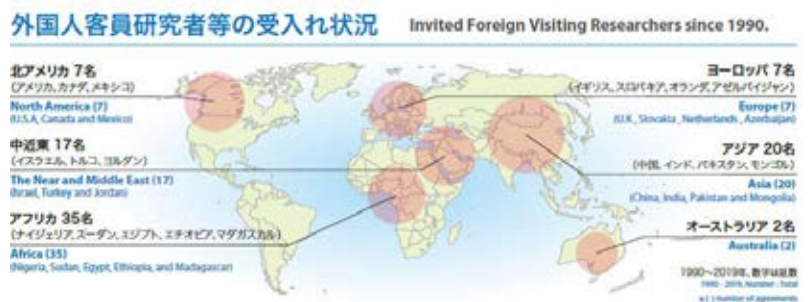 外国人客員研究者等の受入れ状況 Invited Foreign Visiting Researchers since 1990.
北アメリカ 7名
(アメリカ、カナダ、メキシコ)
North America (7)
(U.S.A, Canada and Mexico)
中近東 17名
(イスラエル、トルコ、ヨルダン)
The Near and Middle East (17)
(Israel, Turkey and Jordan)
アフリカ 35名
(ナイジェリア、スーダン、エジプト、エチオピア、マダガスカル)
Africa (35)
(Nigeria, Sudan, Egypt, Ethiopia, and Madagascar)
ヨーロッパ 7名
(イギリス、スロバキア、オランダ、アゼルバイジャン)
Europe (7)
(U.K., Slovakia, Netherlands, Azerbaijan)
アジア 20名
(中国、インド、パキスタン、モンゴル)
Asia (20)
(China, India, Pakistan and Mongolia)
オーストラリア 2名
Australia (2)
1990〜2019年、数字は延数
1990 - 2019, Number : Total
( ) number of agreements